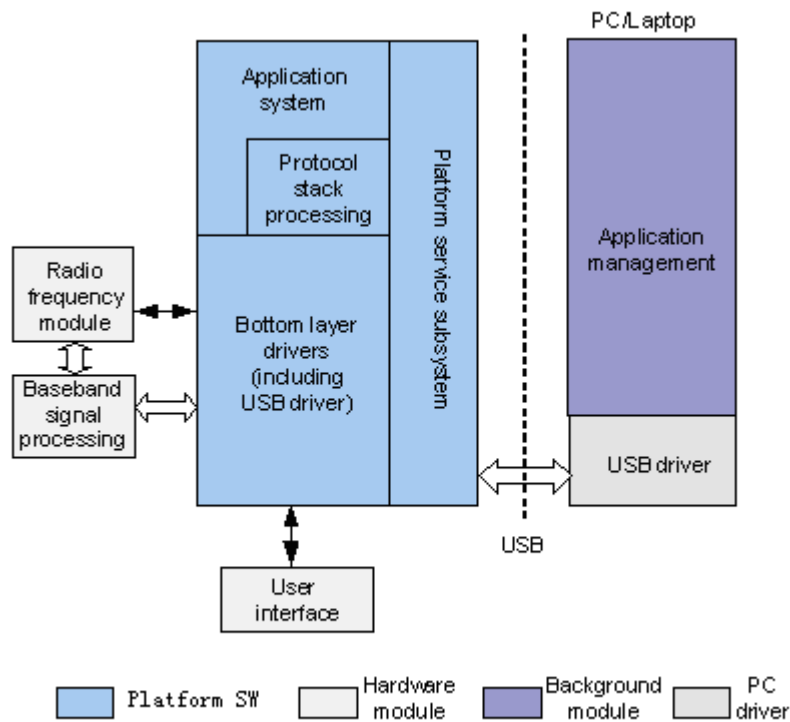 PC/Laptop
Application
system
Protocol
stack
processing
Platform service subsystem
Application
management
Radio
frequency
module
Bottom layer
drivers
(including
USB driver)
Baseband
signal
processing
USB driver
USB
User
interface
Platform SW
Hardware
module
Background
module
PC
driver